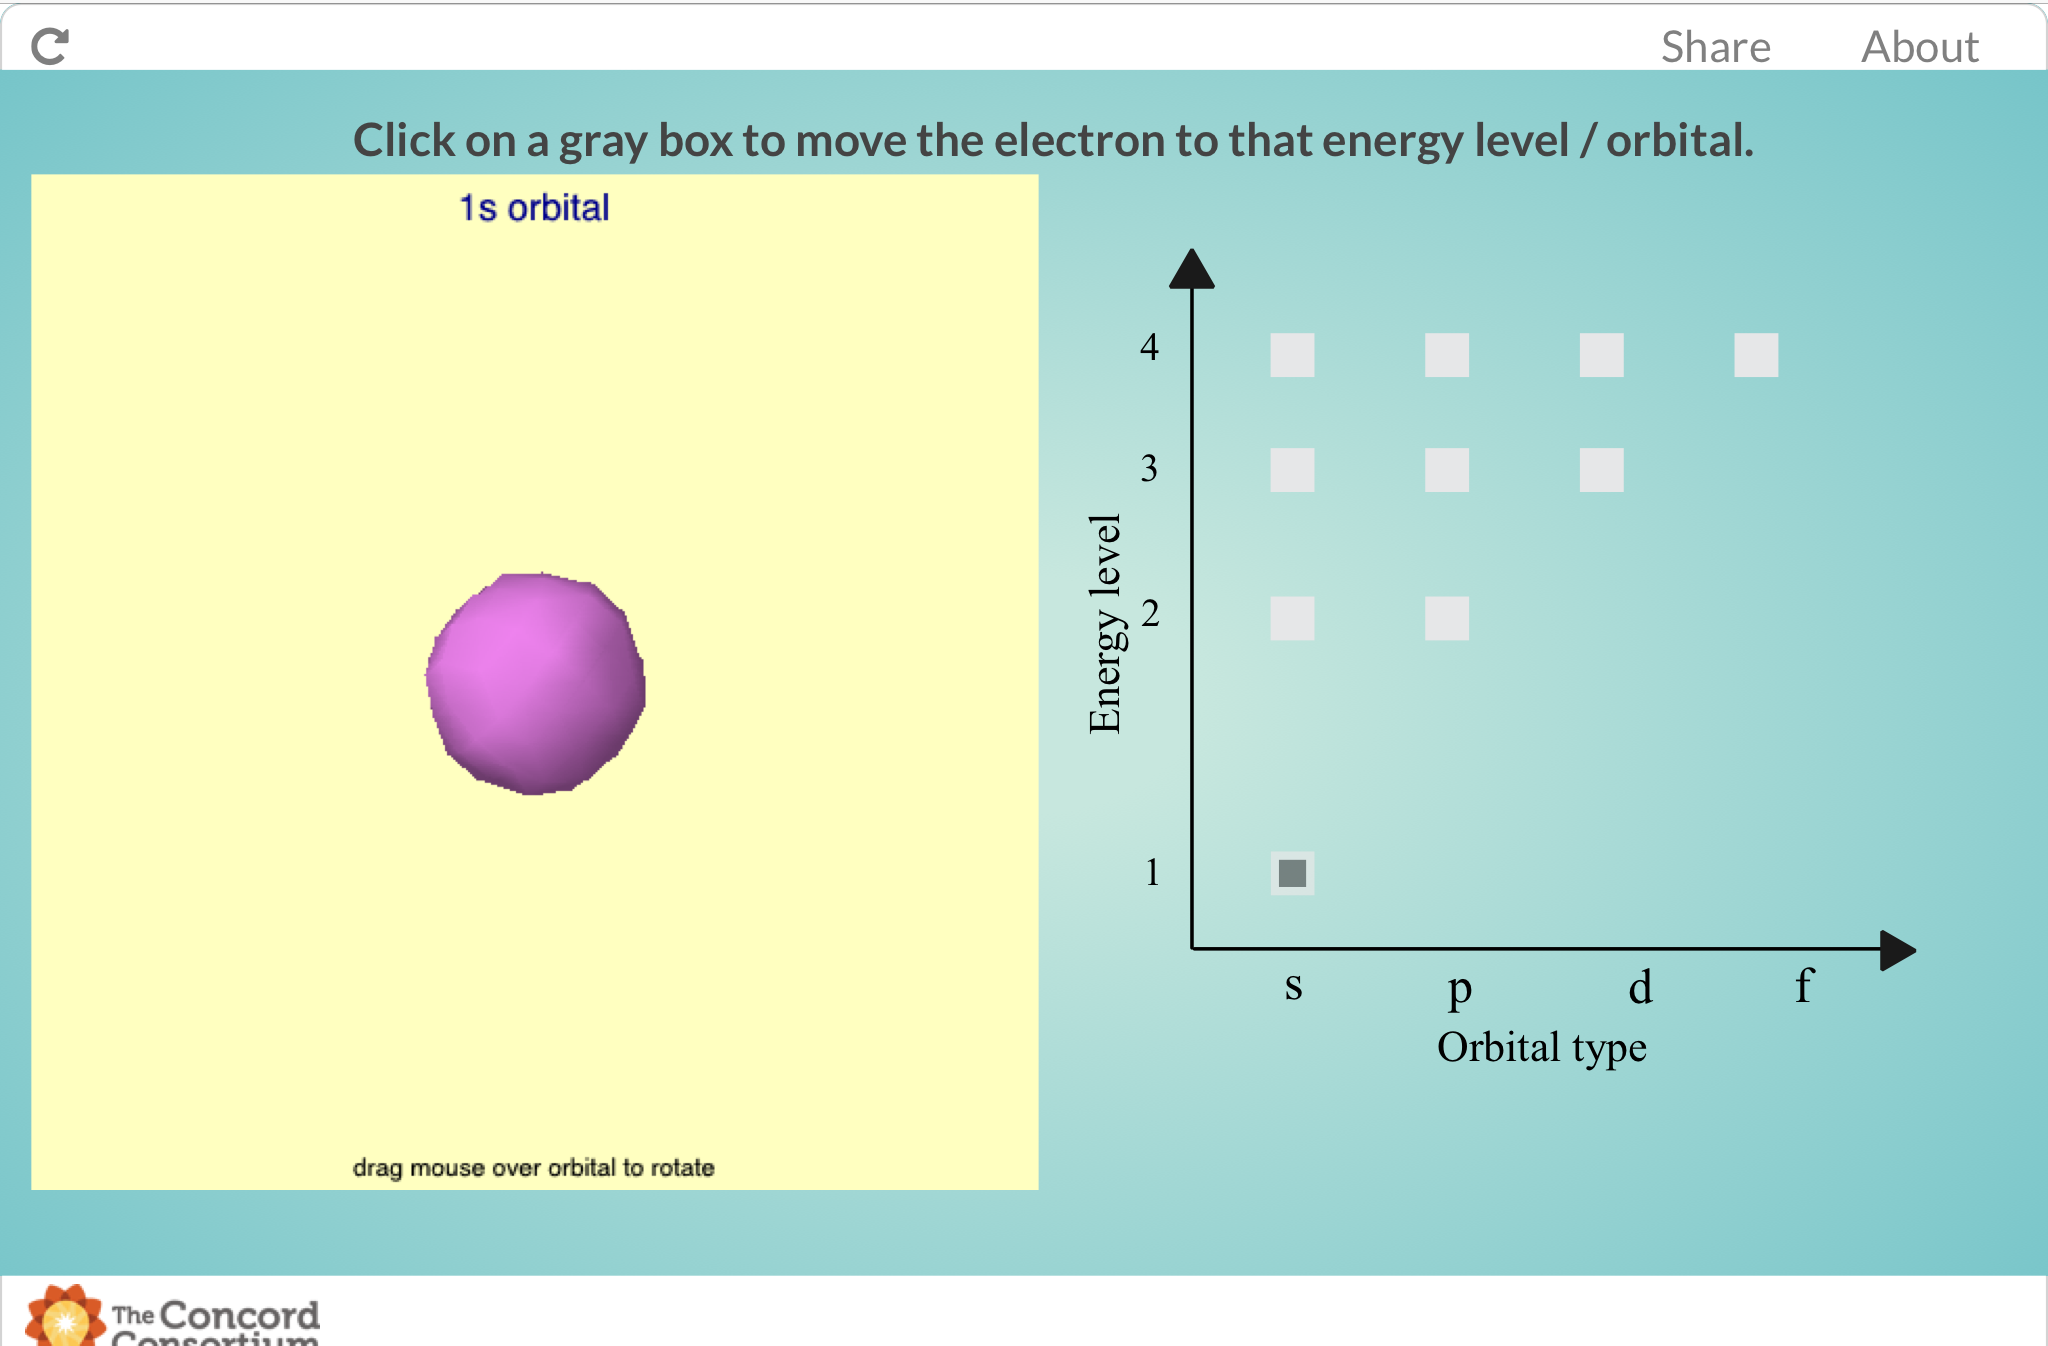 Share About
Click on a gray box to move the electron to that energy level / orbital.
1s orbital
drag mouse over orbital to rotate
4
3
2
1
Energy level
s p d f
Orbital type
The Concord
Consortium